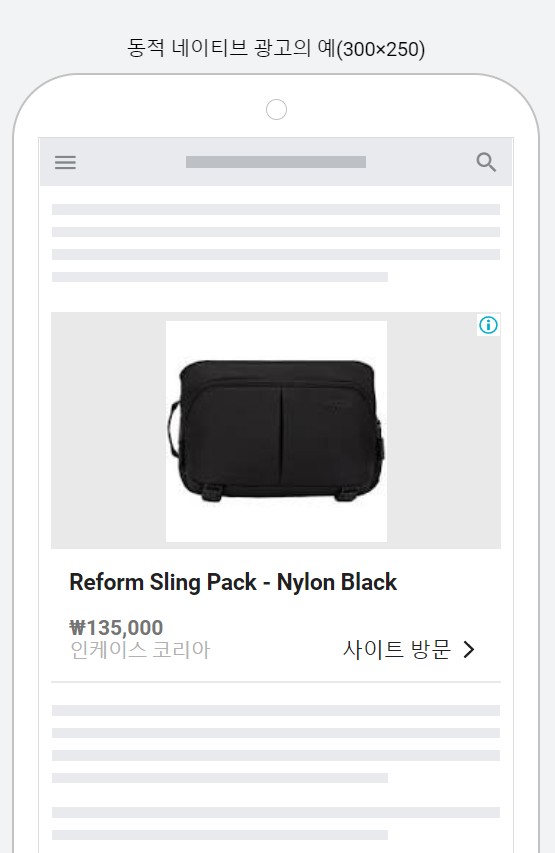 동적 네이티브 광고의 예(300×250)
Reform Sling Pack - Nylon Black
₩135,000
인케이스 코리아
사이트 방문